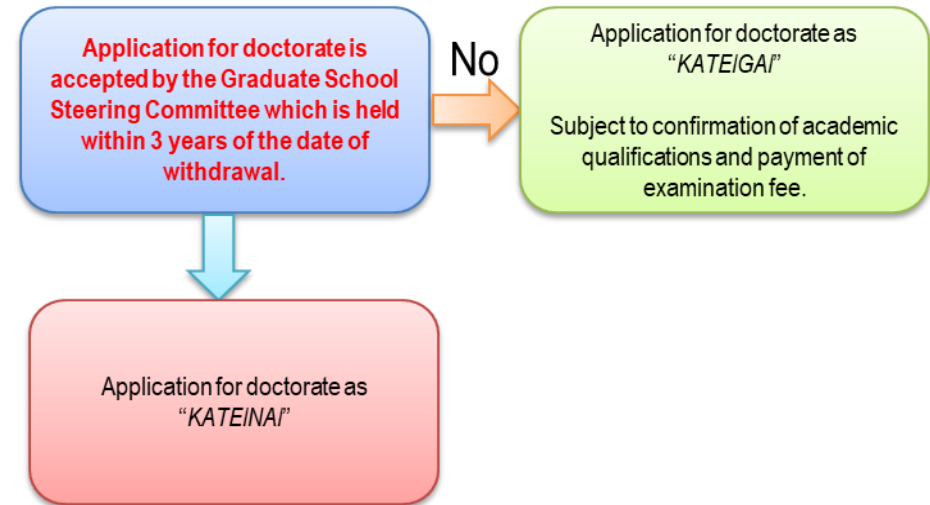 Application for doctorate is
accepted by the Graduate School
Steering Committee which is held
within 3 years of the date of
withdrawal.
No
Application for doctorate as
“KATEIGAI”
Subject to confirmation of academic
qualifications and payment of
examination fee.
Application for doctorate as
“KATEINAI”